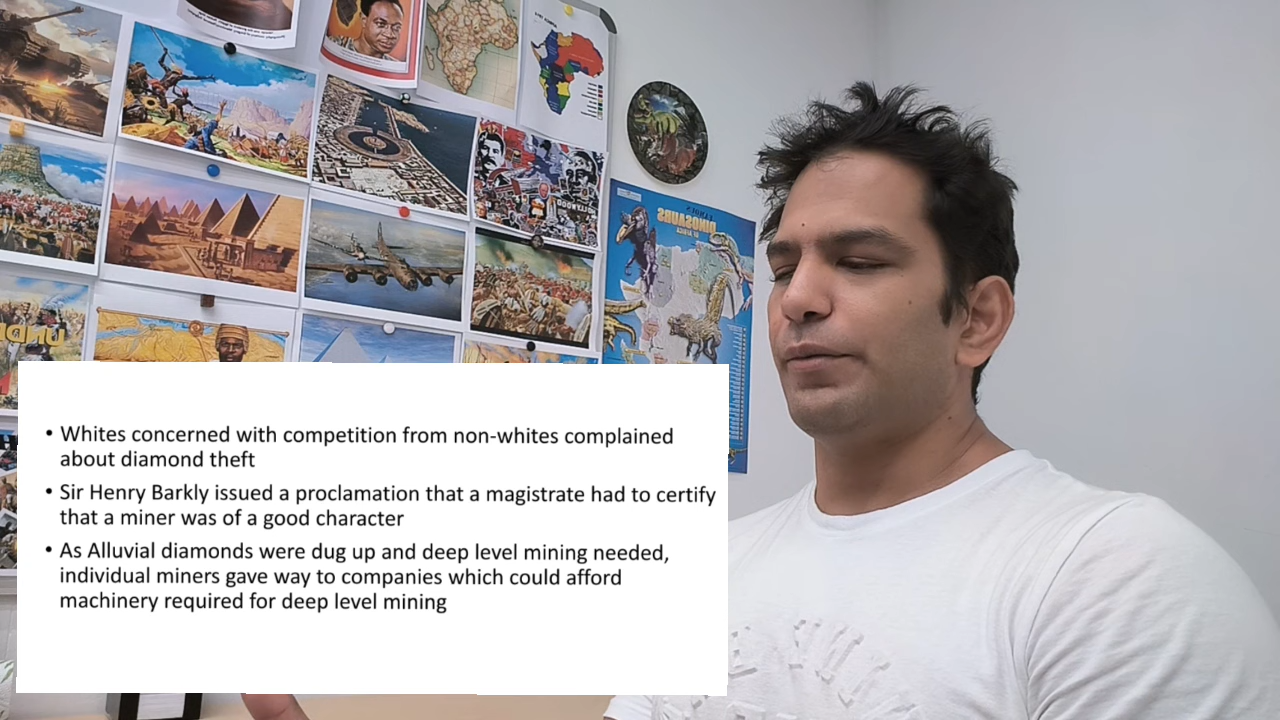 DINOSAURS
• Whites concerned with competition from non-whites complained
about diamond theft
• Sir Henry Barkly issued a proclamation that a magistrate had to certify
that a miner was of a good character
• As Alluvial diamonds were dug up and deep level mining needed,
individual miners gave way to companies which could afford
machinery required for deep level mining